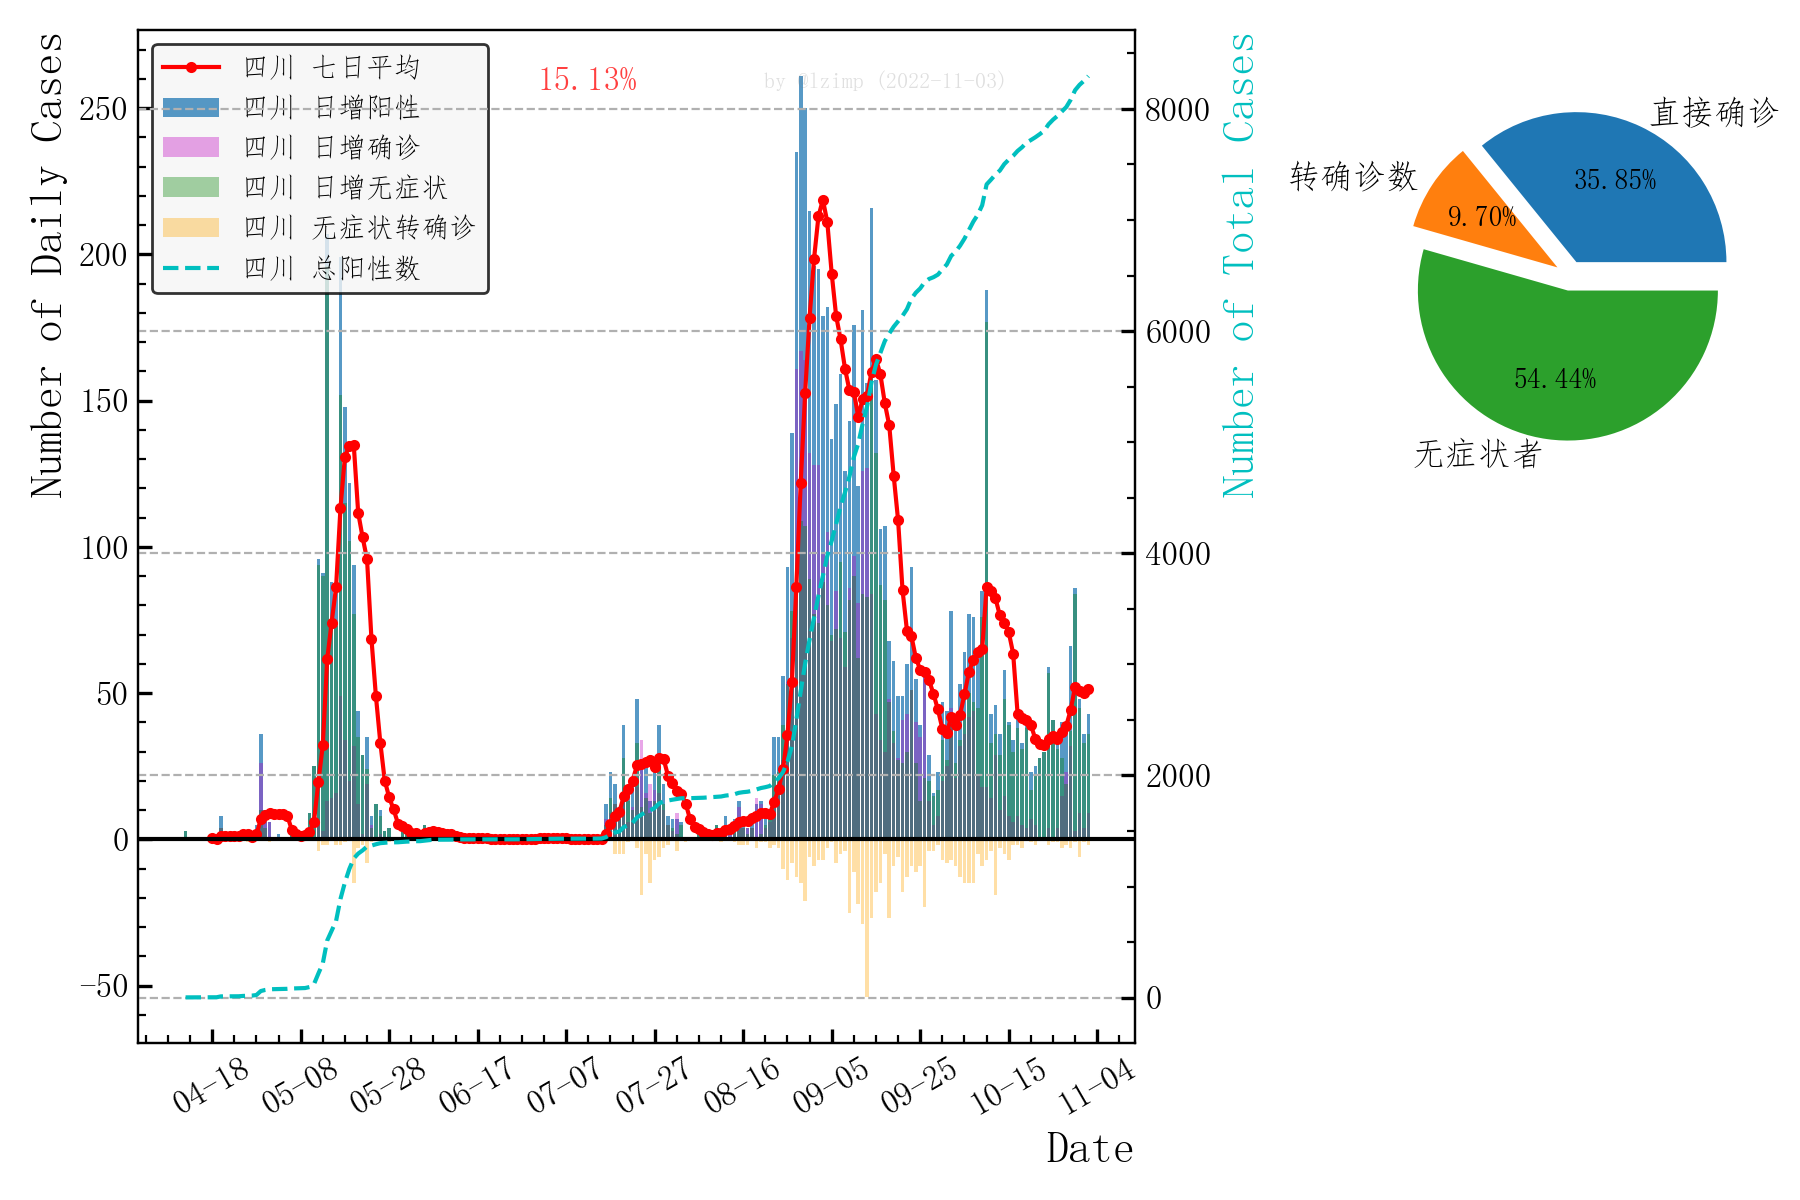 Number of Daily Cases
四川 七日平均
四川 日增阳性
四川 日增确诊
四川 日增无症状
四川 无症状转确诊
四川 总阳性数
15.13%
by @lzimp (2022-11-03)
250
200
150
100
50
0
−50
8000
6000
4000
2000
0
Number of Total Cases
04-18
05-08
05-28
06-17
07-07
07-27
08-16
09-05
09-25
10-15
11-04
Date
直接确诊
35.85%
转确诊数
9.70%
54.44%
无症状者